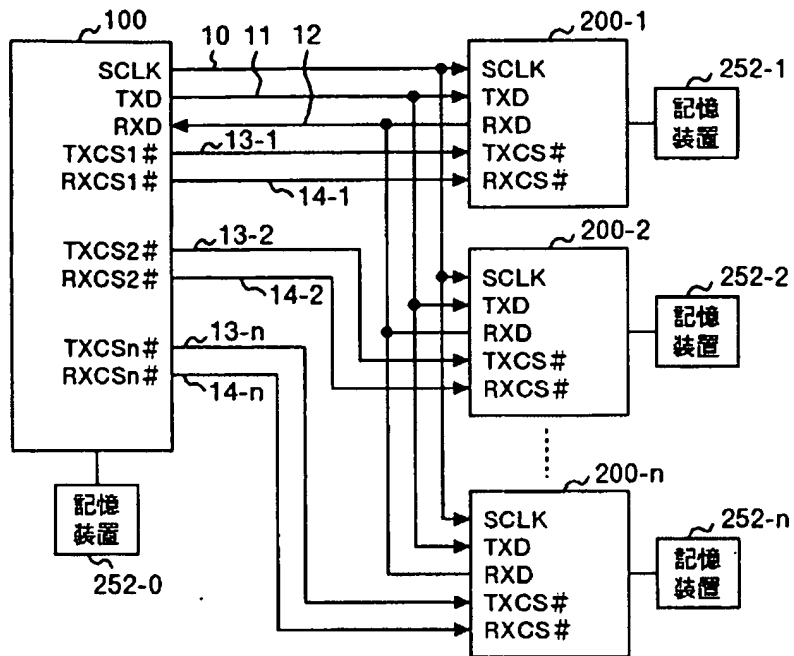 100
SCLK
TXD
RXD
TXCS1#
RXCS1#
TXCS2#
RXCS2#
TXCSn#
RXCSn#
10
11
12
13-1
14-1
13-2
14-2
13-n
14-n
記憶
装置
252-0
200-1
SCLK
TXD
RXD
TXCS#
RXCS#
252-1
記憶
装置
200-2
SCLK
TXD
RXD
TXCS#
RXCS#
252-2
記憶
装置
200-n
SCLK
TXD
RXD
TXCS#
RXCS#
252-n
記憶
装置